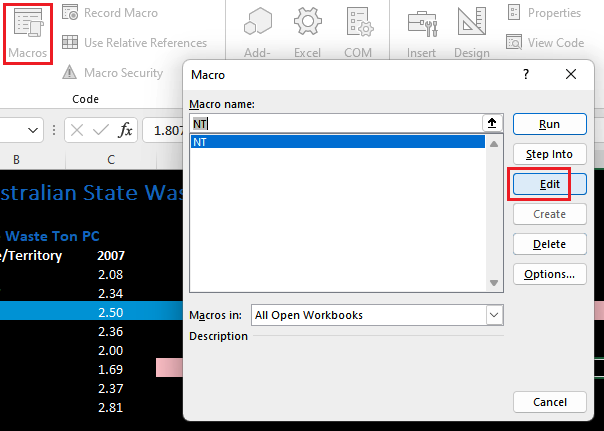 Macros
Record Macro
Use Relative References
Macro Security
Code
Add-
Excel
COM
Insert
Design
Properties
View Code
fx
1.807
B
C
stralian State Was
Waste Ton PC
e/Territory
2007
2.08
2.34
2.50
2.36
2.00
1.69
2.37
2.81
Macro
?
Macro name:
NT
NT
Run
Step Into
Edit
Create
Delete
Options...
Macros in:
All Open Workbooks
Description
Cancel